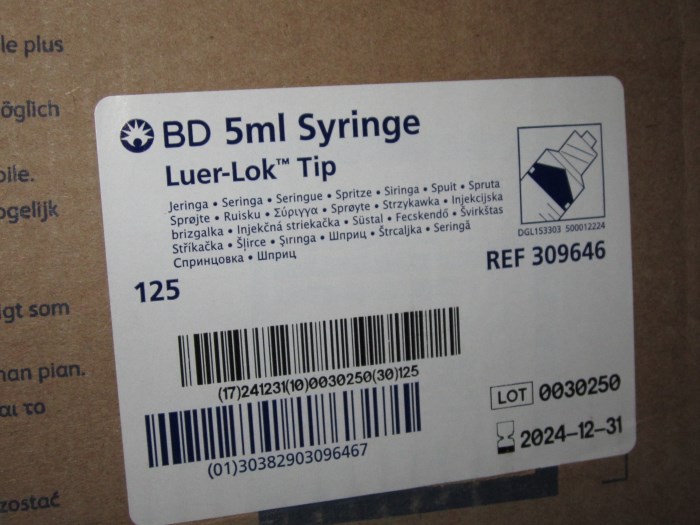 le plus
öglich
bile.
ogelijk
igt som
nan pian.
αι το
zostać
BD 5ml Syringe
Luer-Lok™ Tip
Jeringa • Seringa • Seringue • Spritze • Siringa • Spuit • Spruta
Sprøjte • Ruisku • Σύριγγα • Sprøyte • Strzykawka • Injekcijska
brizgalka • Injekčná striekačka • Süstal • Fecskendő • Švirkštas
Stříkačka • Šļirce • Şırınga • Шприц • Štrcaljka • Seringă
Спринцовка • Шприц
DGL153303 500012224
125
REF 309646
(17)241231(10)0030250(30)125
(01)30382903096467
LOT 0030250
2024-12-31